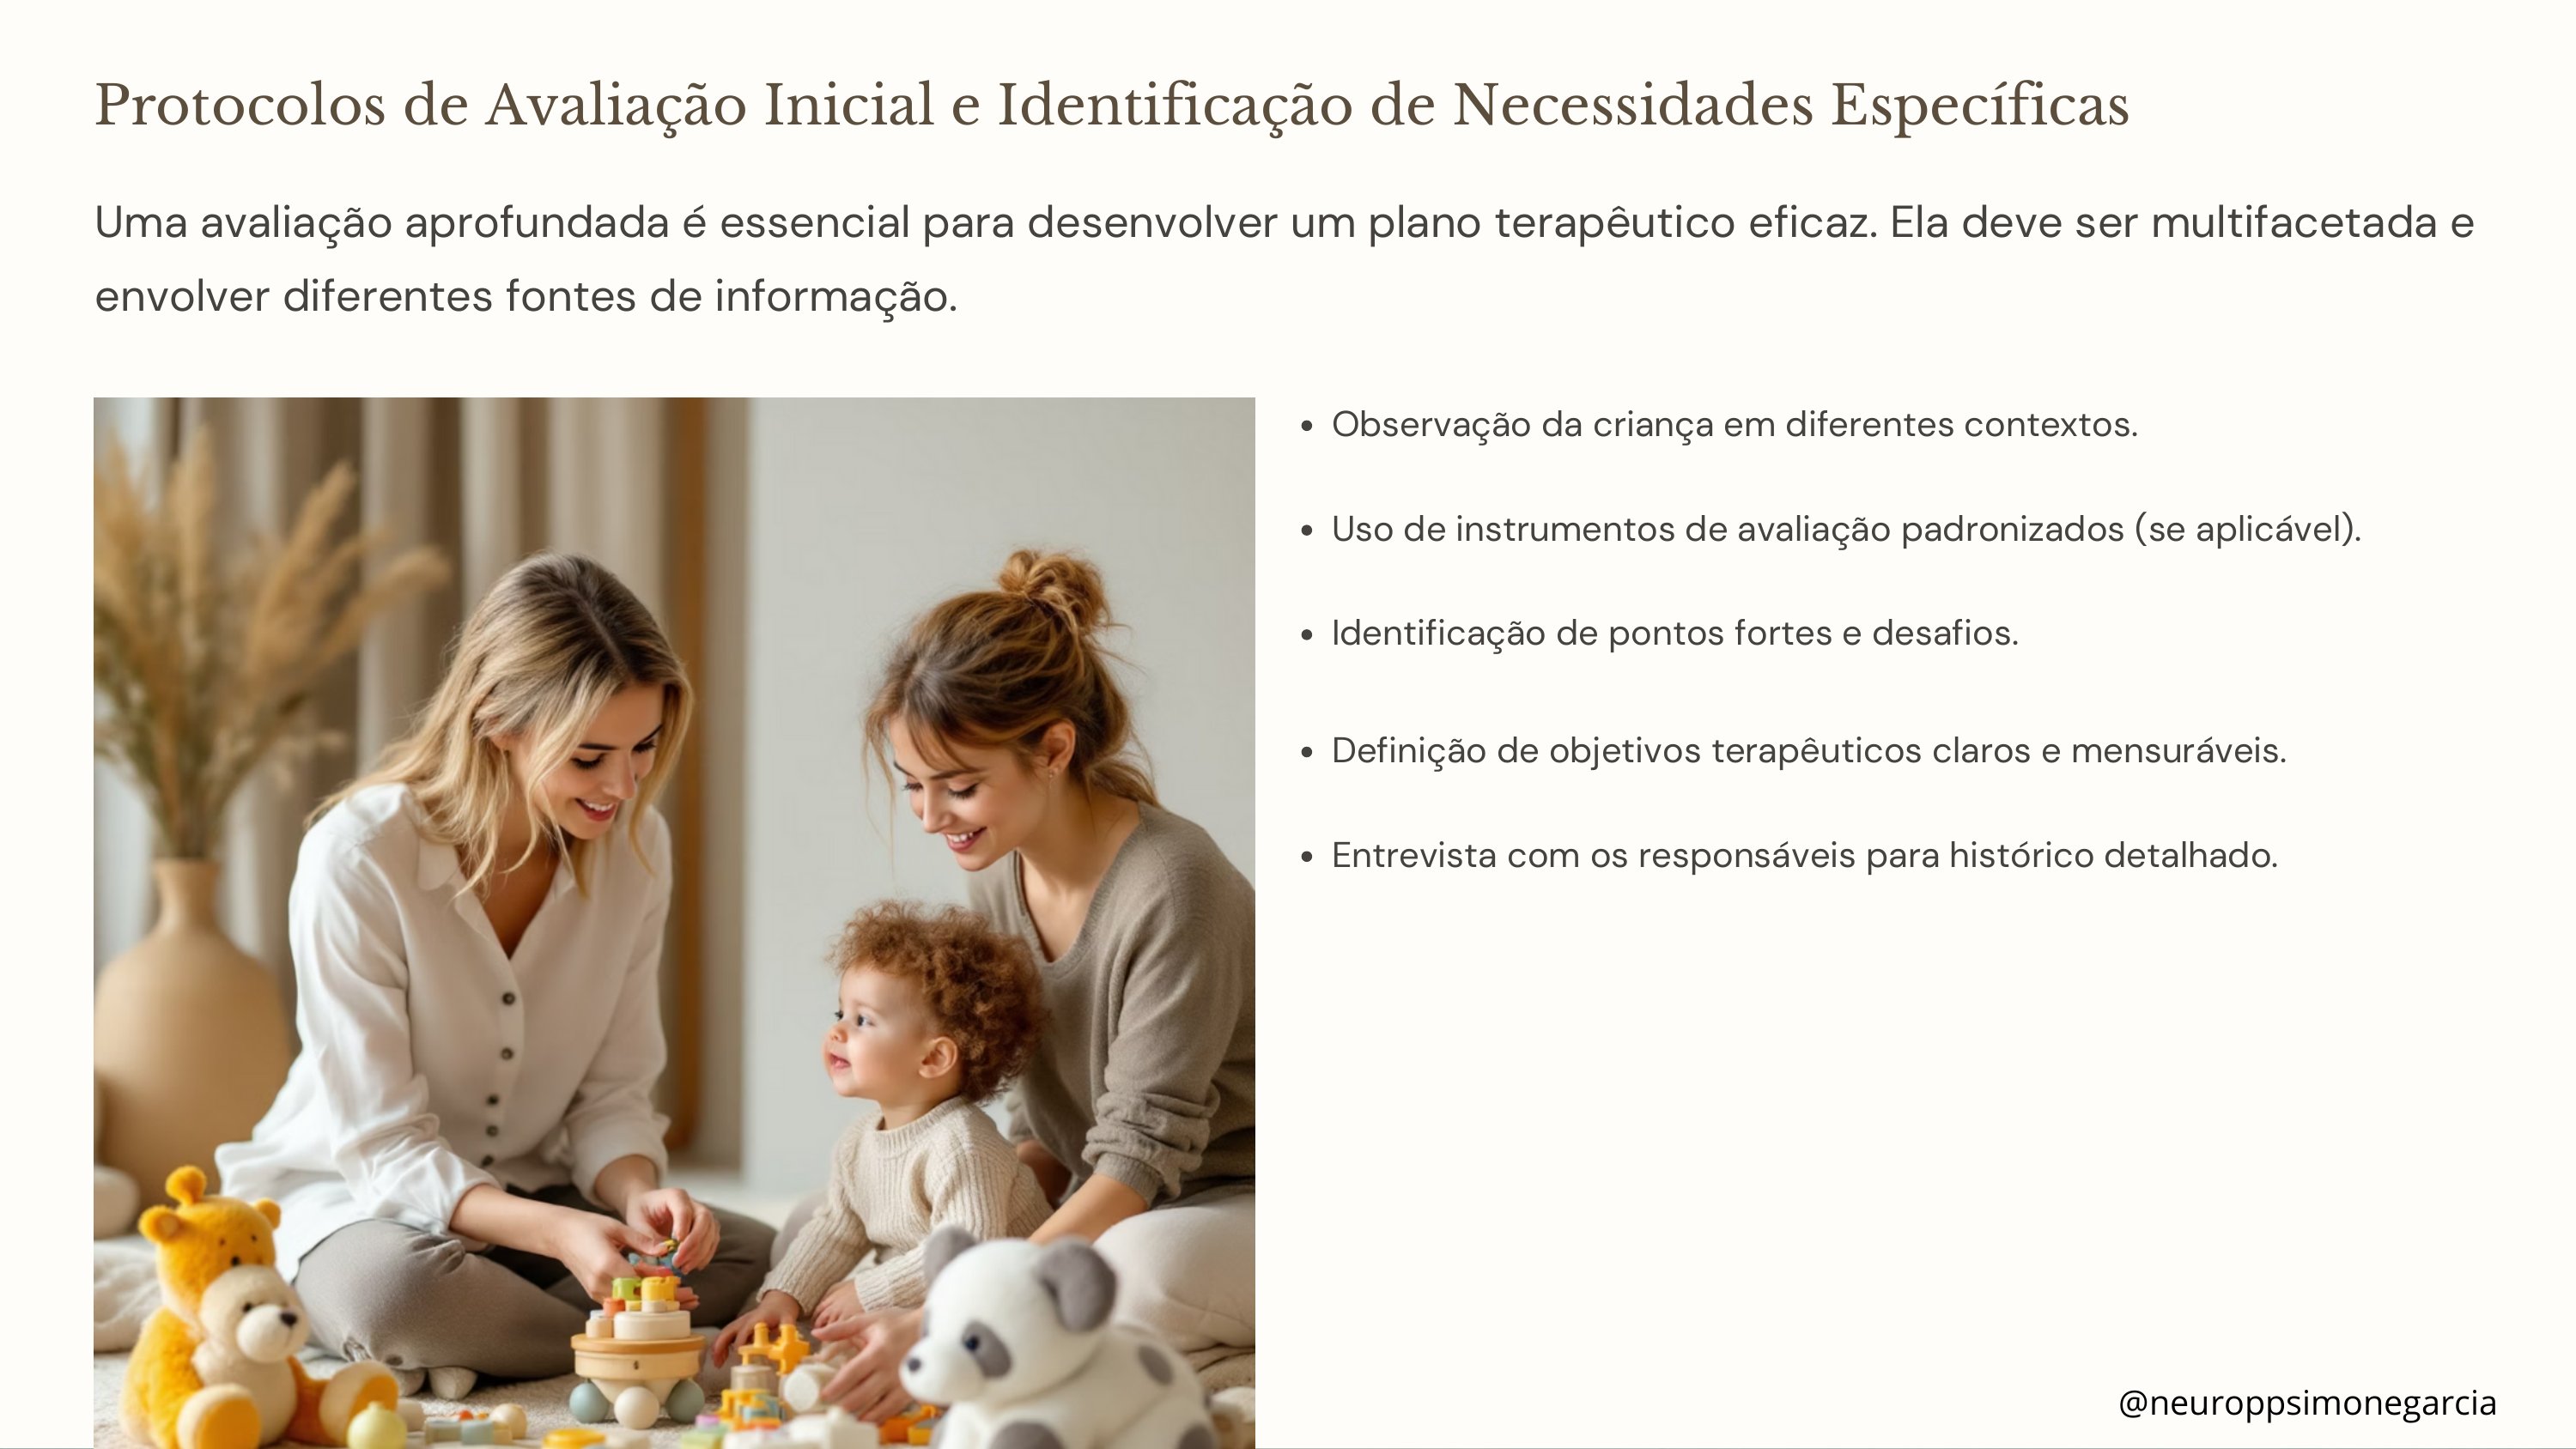 Protocolos de Avaliação Inicial e Identificação de Necessidades Específicas
Uma avaliação aprofundada é essencial para desenvolver um plano terapêutico eficaz. Ela deve ser multifacetada e
envolver diferentes fontes de informação.
• Observação da criança em diferentes contextos.
• Uso de instrumentos de avaliação padronizados (se aplicável).
• Identificação de pontos fortes e desafios.
• Definição de objetivos terapêuticos claros e mensuráveis.
• Entrevista com os responsáveis para histórico detalhado.
@neuroppsimonegarcia